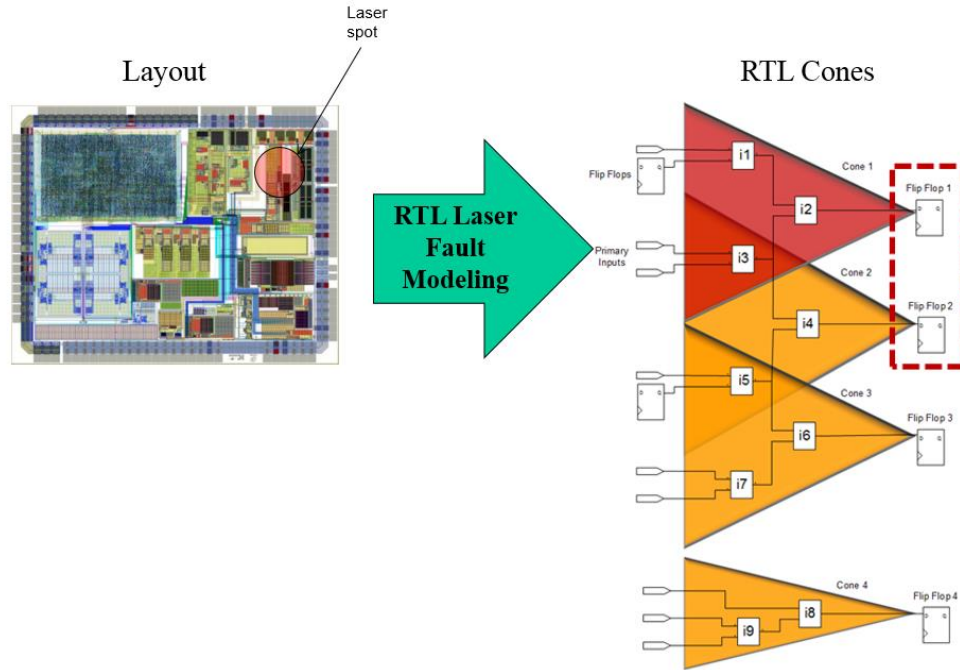 Laser
spot
Layout
RTL Cones
RTL Laser
Fault
Modeling
Flip Flops
Primary
Inputs
i1
i2
i3
i4
i5
i6
i7
i8
i9
Cone 1
Cone 2
Cone 3
Cone 4
Flip Flop 1
Flip Flop 2
Flip Flop 3
Flip Flop 4